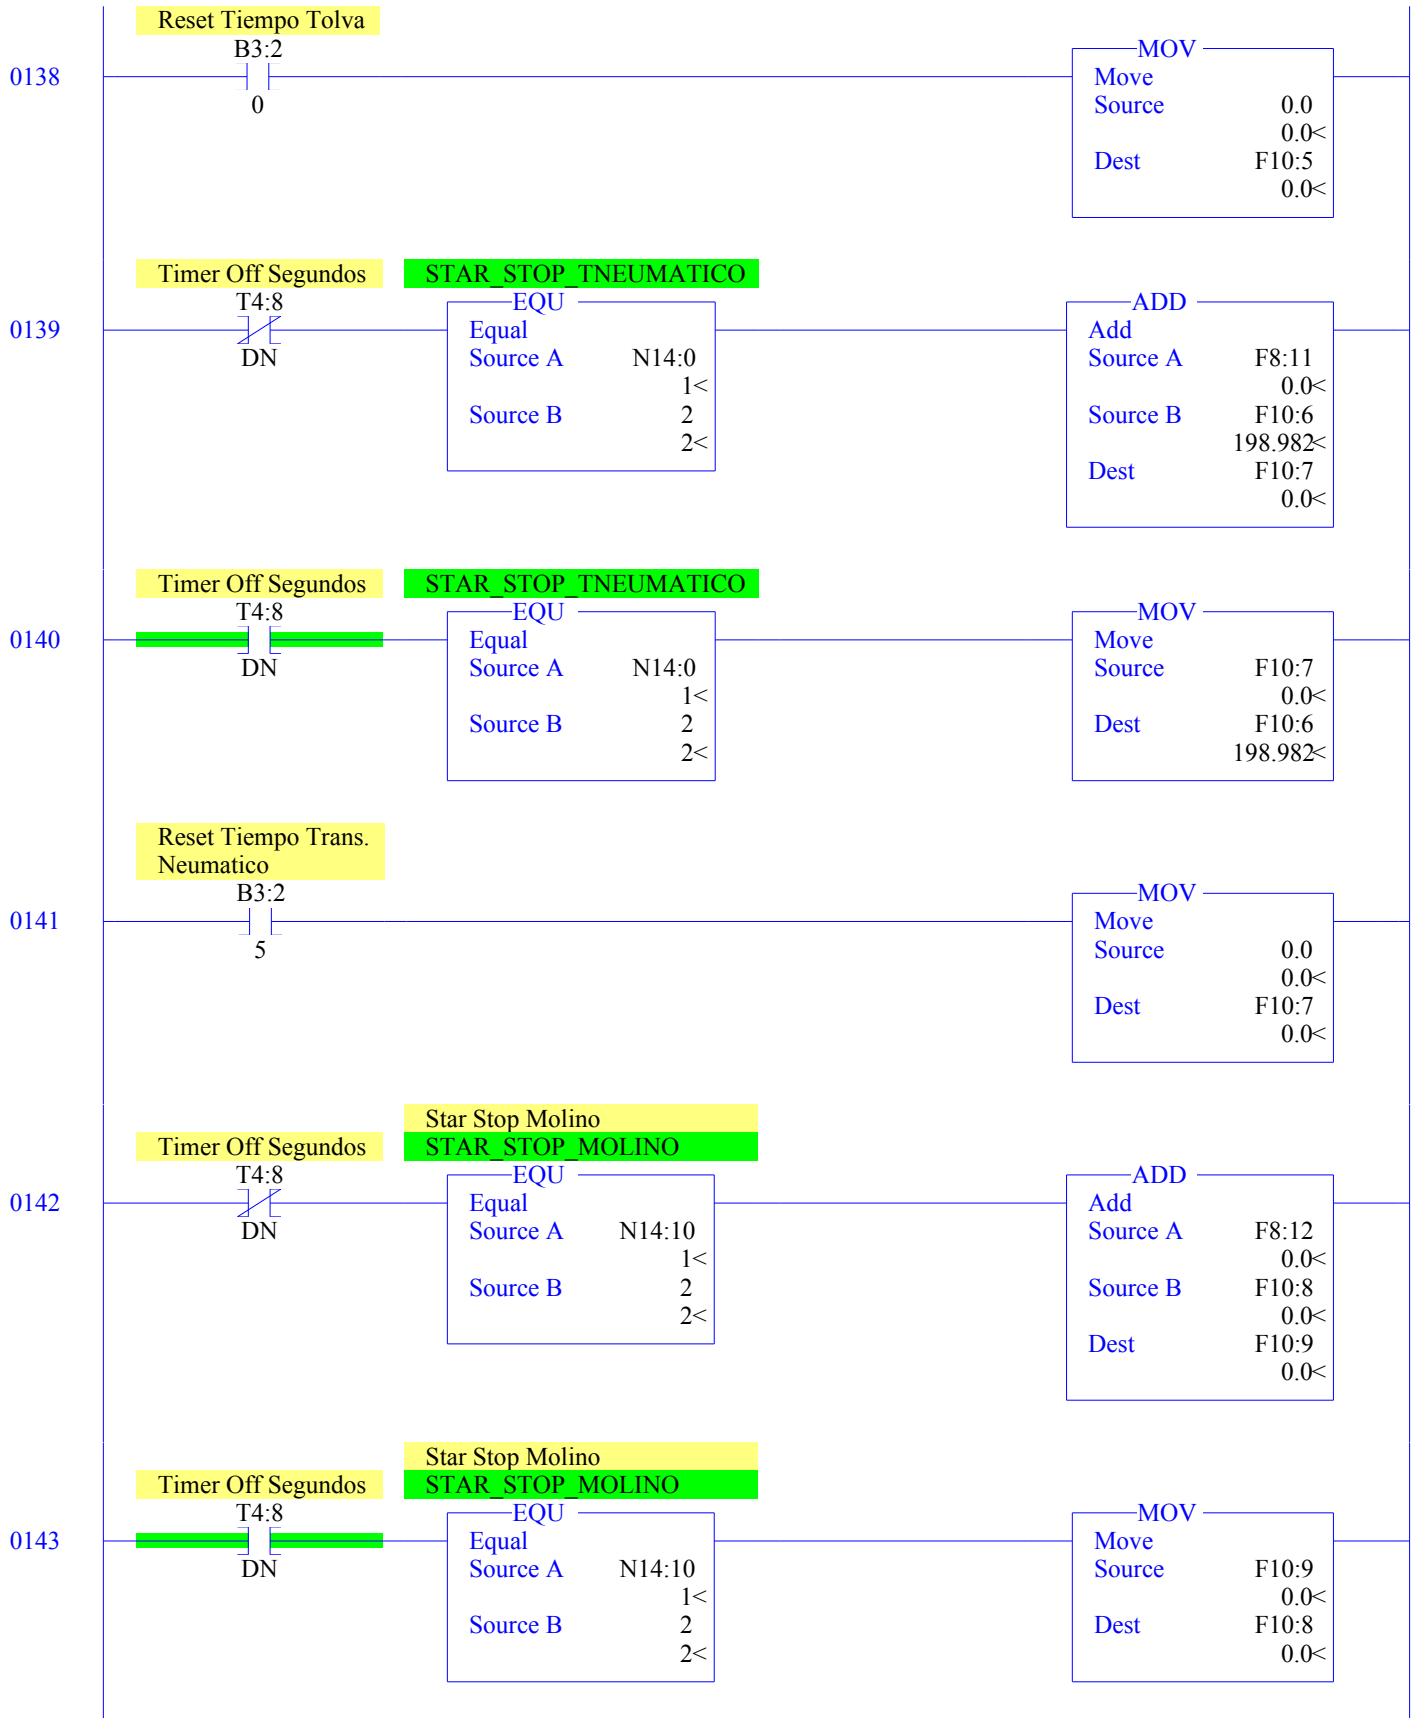 Reset Tiempo Tolva
B3:2
0138
0
MOV
Move
Source 0.0
0.0<
Dest F10:5
0.0<
Timer Off Segundos STAR_STOP_TNEUMATICO
T4:8
0139
DN
EQU
Equal
Source A N14:0
1<
Source B 2
2<
ADD
Add
Source A F8:11
0.0<
Source B F10:6
198.982<
Dest F10:7
0.0<
Timer Off Segundos STAR_STOP_TNEUMATICO
T4:8
0140
DN
EQU
Equal
Source A N14:0
1<
Source B 2
2<
MOV
Move
Source F10:7
0.0<
Dest F10:6
198.982<
Reset Tiempo Trans.
Neumatico
B3:2
0141
5
MOV
Move
Source 0.0
0.0<
Dest F10:7
0.0<
Star Stop Molino
Timer Off Segundos STAR_STOP_MOLINO
T4:8
0142
DN
EQU
Equal
Source A N14:10
1<
Source B 2
2<
ADD
Add
Source A F8:12
0.0<
Source B F10:8
0.0<
Dest F10:9
0.0<
Star Stop Molino
Timer Off Segundos STAR_STOP_MOLINO
T4:8
0143
DN
EQU
Equal
Source A N14:10
1<
Source B 2
2<
MOV
Move
Source F10:9
0.0<
Dest F10:8
0.0<